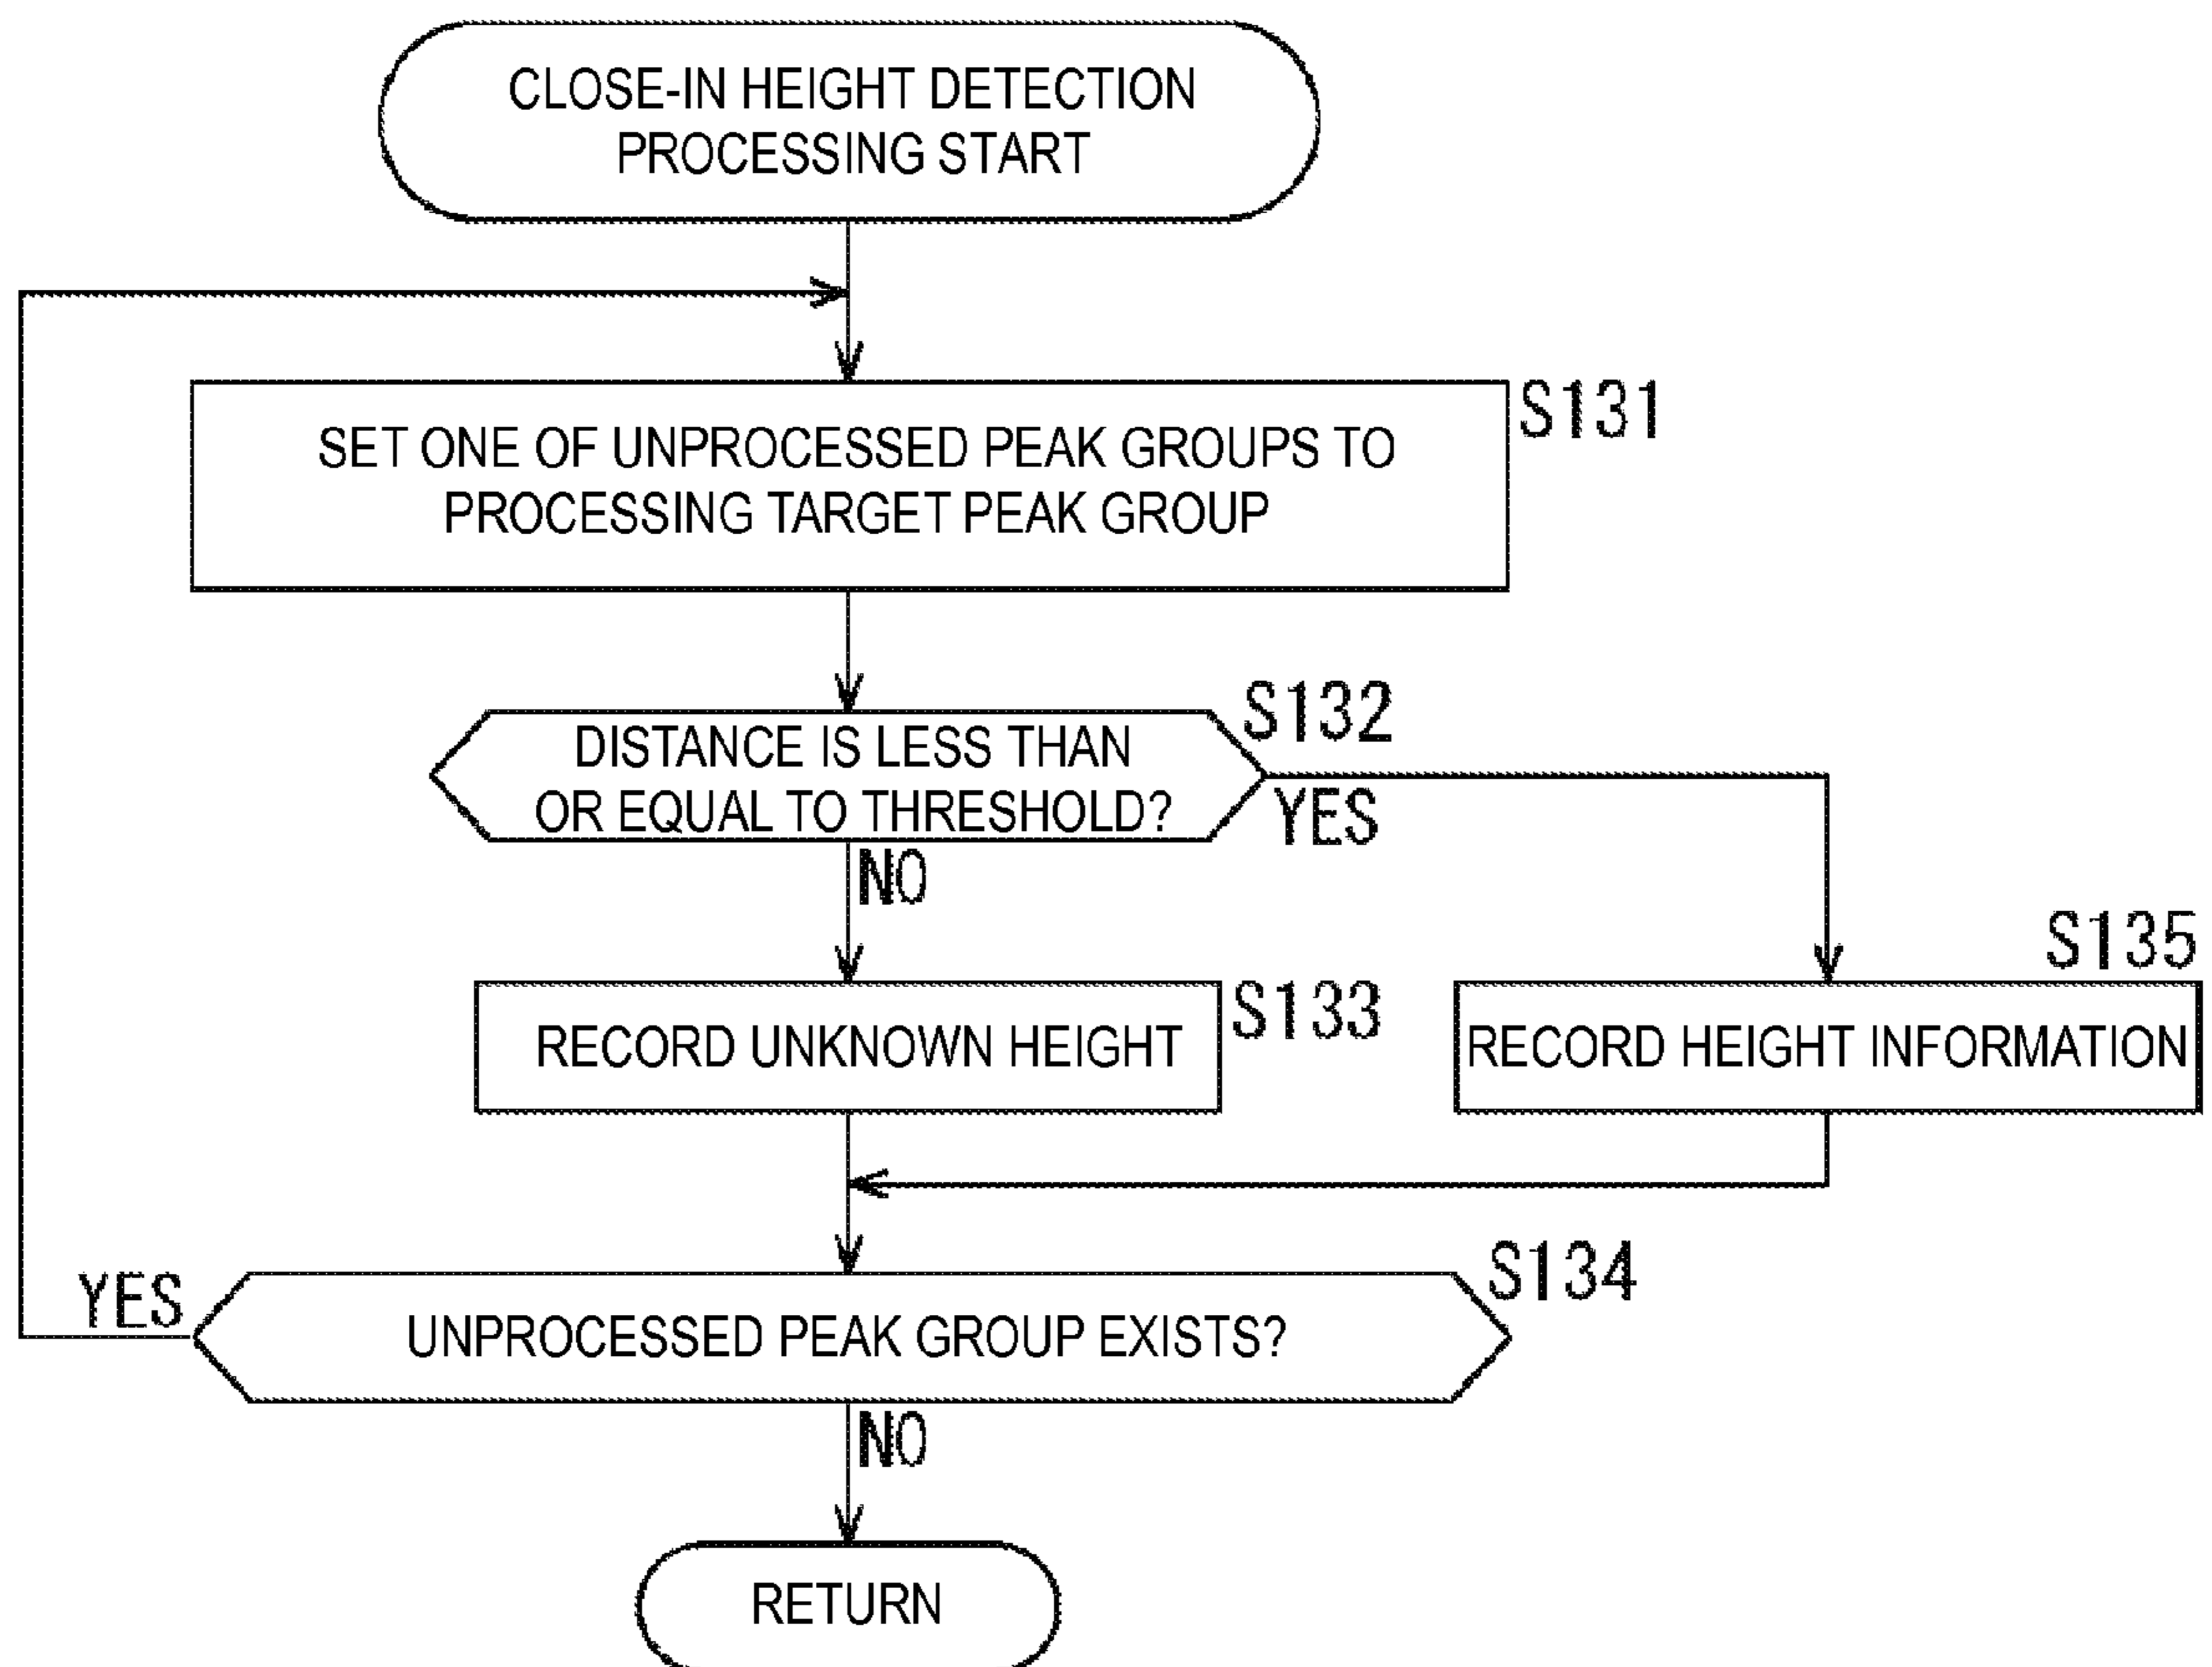 CLOSE-IN HEIGHT DETECTION
PROCESSING START
S131
SET ONE OF UNPROCESSED PEAK GROUPS TO
PROCESSING TARGET PEAK GROUP
S132
DISTANCE IS LESS THAN
OR EQUAL TO THRESHOLD?
YES
NO
S133
RECORD UNKNOWN HEIGHT
S135
RECORD HEIGHT INFORMATION
S134
YES
UNPROCESSED PEAK GROUP EXISTS?
NO
RETURN